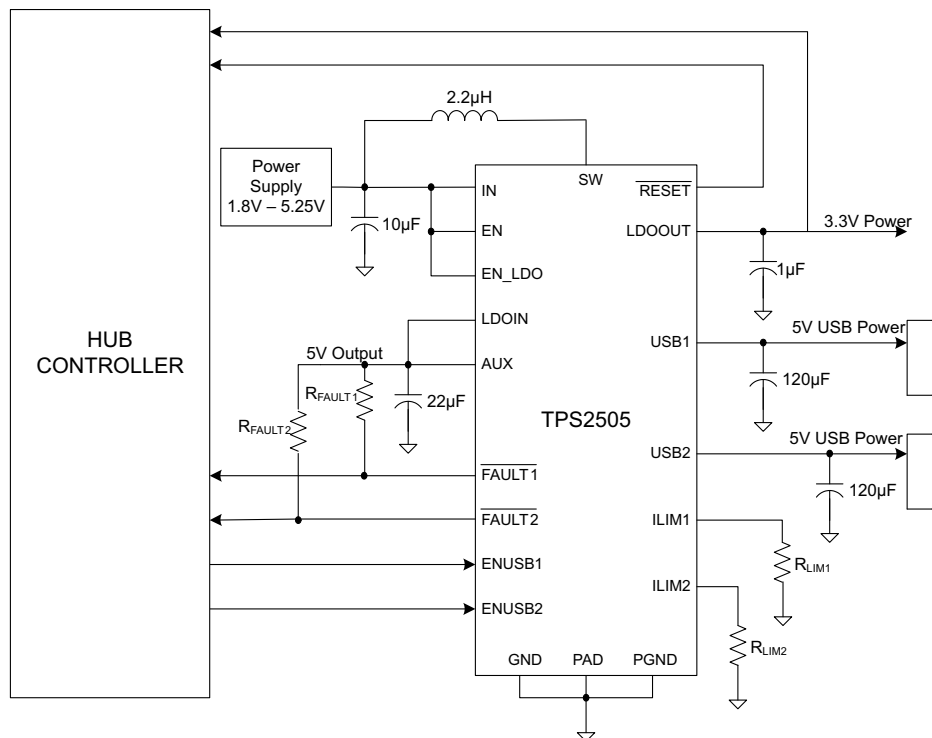 2.2µH
Power
Supply
1.8V – 5.25V
SW
IN
RESET
10µF
EN
LDOOUT
3.3V Power
EN_LDO
1µF
LDOIN
HUB
CONTROLLER
5V Output
AUX
USB1
5V USB Power
RFAULT1
22µF
120µF
RFAULT2
TPS2505
USB2
5V USB Power
FAULT1
120µF
FAULT2
ILIM1
ENUSB1
RLIM1
ILIM2
ENUSB2
RLIM2
GND
PAD
PGND